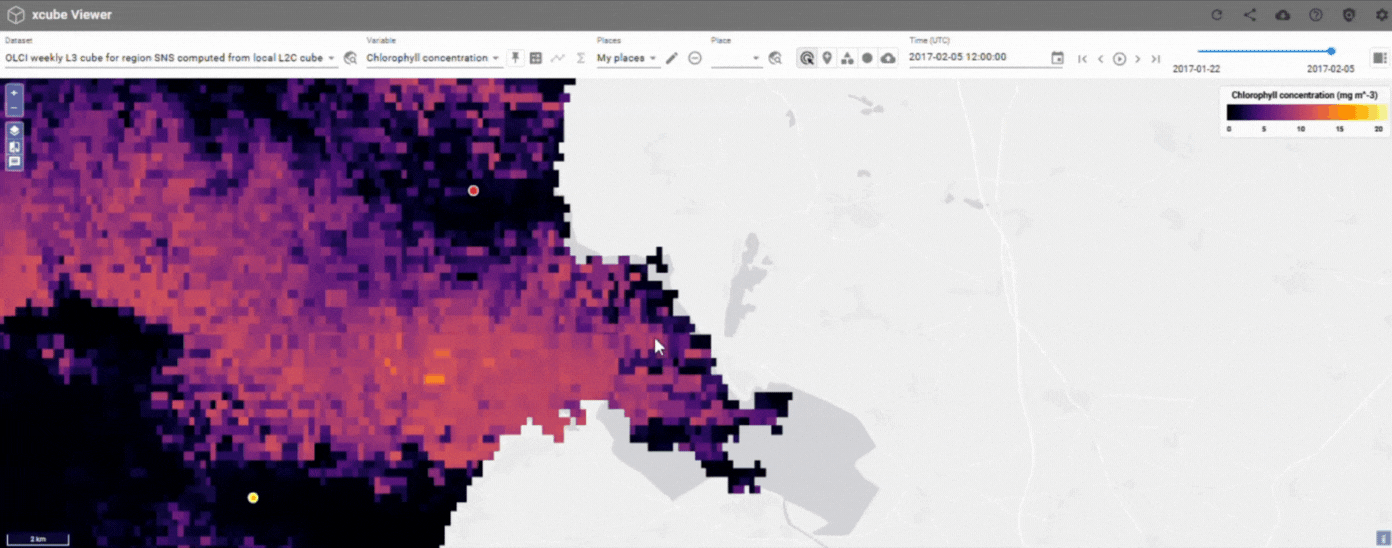 xcube Viewer
Dataset
OLCI weekly L3 cube for region SNS computed from local L2C cube
Variable
Chlorophyll concentration
Places
My places
Place
Time (UTC)
2017-02-05 12:00:00
2017-01-22
2017-02-05
+
−
Chlorophyll concentration (mg m^-3)
0 5 10 15 20
2 km